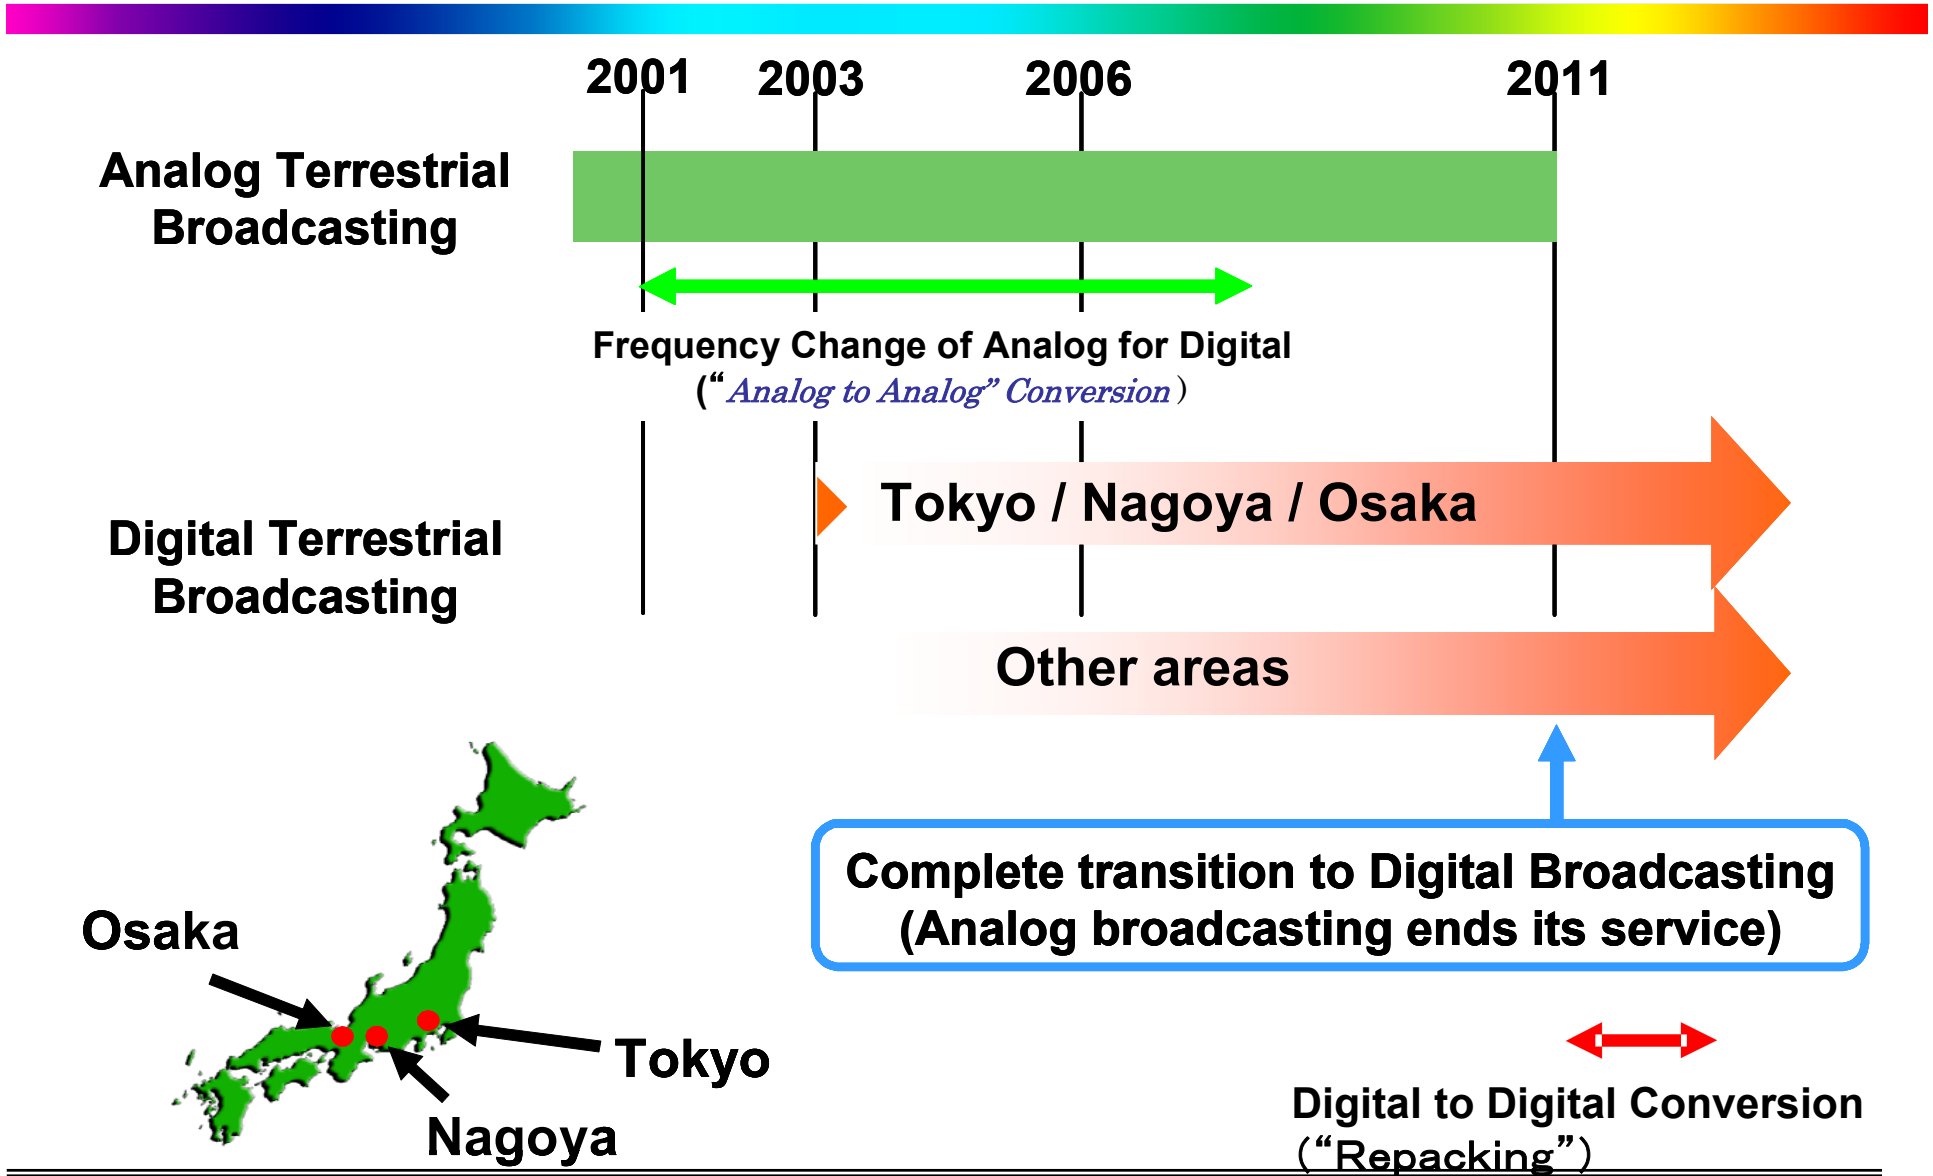 2001 2003 2006 2011
Analog Terrestrial
Broadcasting
Frequency Change of Analog for Digital
(“Analog to Analog” Conversion)
Tokyo / Nagoya / Osaka
Digital Terrestrial
Broadcasting
Other areas
Complete transition to Digital Broadcasting
(Analog broadcasting ends its service)
Osaka
Tokyo
Nagoya
Digital to Digital Conversion
(“Repacking”)